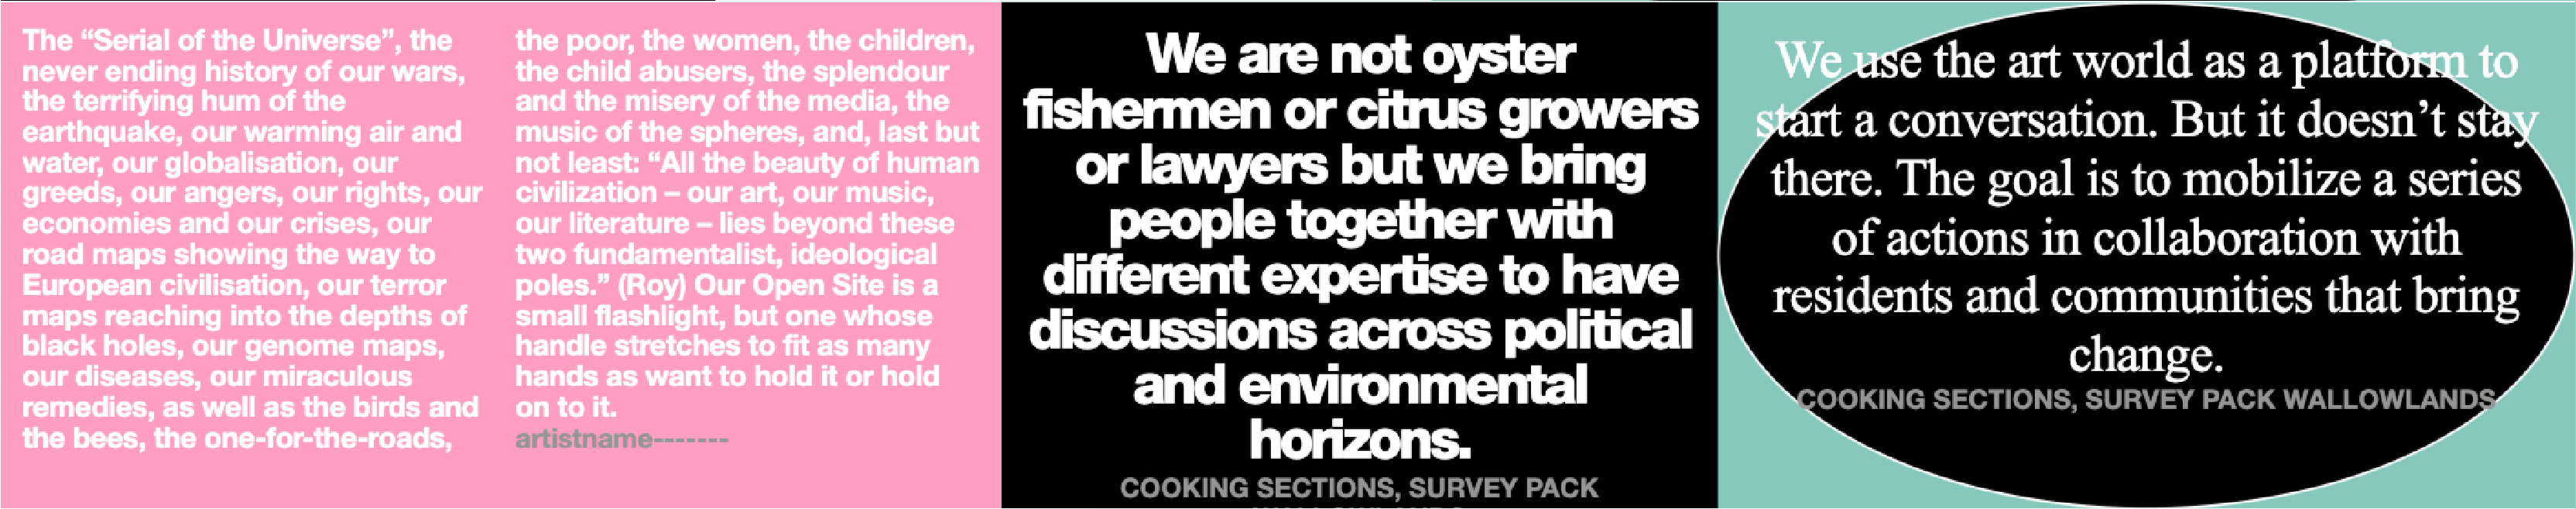 The “Serial of the Universe”, the
never ending history of our wars,
the terrifying hum of the
earthquake, our warming air and
water, our globalisation, our
greeds, our angers, our rights, our
economies and our crises, our
road maps showing the way to
European civilisation, our terror
maps reaching into the depths of
black holes, our genome maps,
our diseases, our miraculous
remedies, as well as the birds and
the bees, the one-for-the-roads,
the poor, the women, the children,
the child abusers, the splendour
and the misery of the media, the
music of the spheres, and, last but
not least: “All the beauty of human
civilization – our art, our music,
our literature – lies beyond these
two fundamentalist, ideological
poles.” (Roy) Our Open Site is a
small flashlight, but one whose
handle stretches to fit as many
hands as want to hold it or hold
on to it.
artistname-------
We are not oyster
fishermen or citrus growers
or lawyers but we bring
people together with
different expertise to have
discussions across political
and environmental
horizons.
COOKING SECTIONS, SURVEY PACK
We use the art world as a platform to
start a conversation. But it doesn’t stay
there. The goal is to mobilize a series
of actions in collaboration with
residents and communities that bring
change.
COOKING SECTIONS, SURVEY PACK WALLOWLANDS